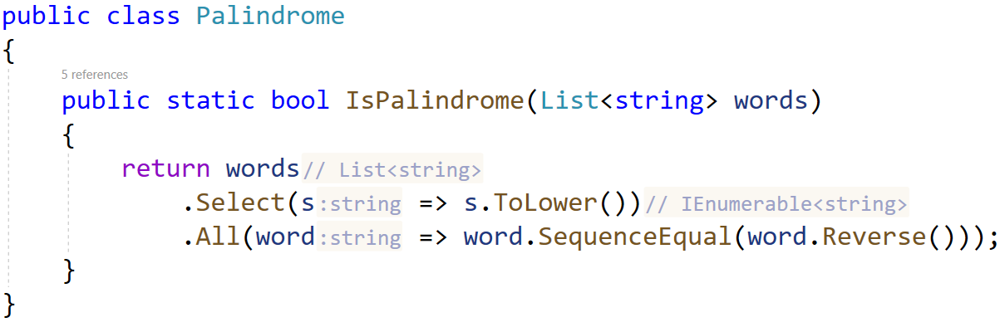 public class Palindrome
{
5 references
public static bool IsPalindrome(List<string> words)
{
return words// List<string>
.Select(s:string => s.ToLower())// IEnumerable<string>
.All(word:string => word.SequenceEqual(word.Reverse()));
}
}